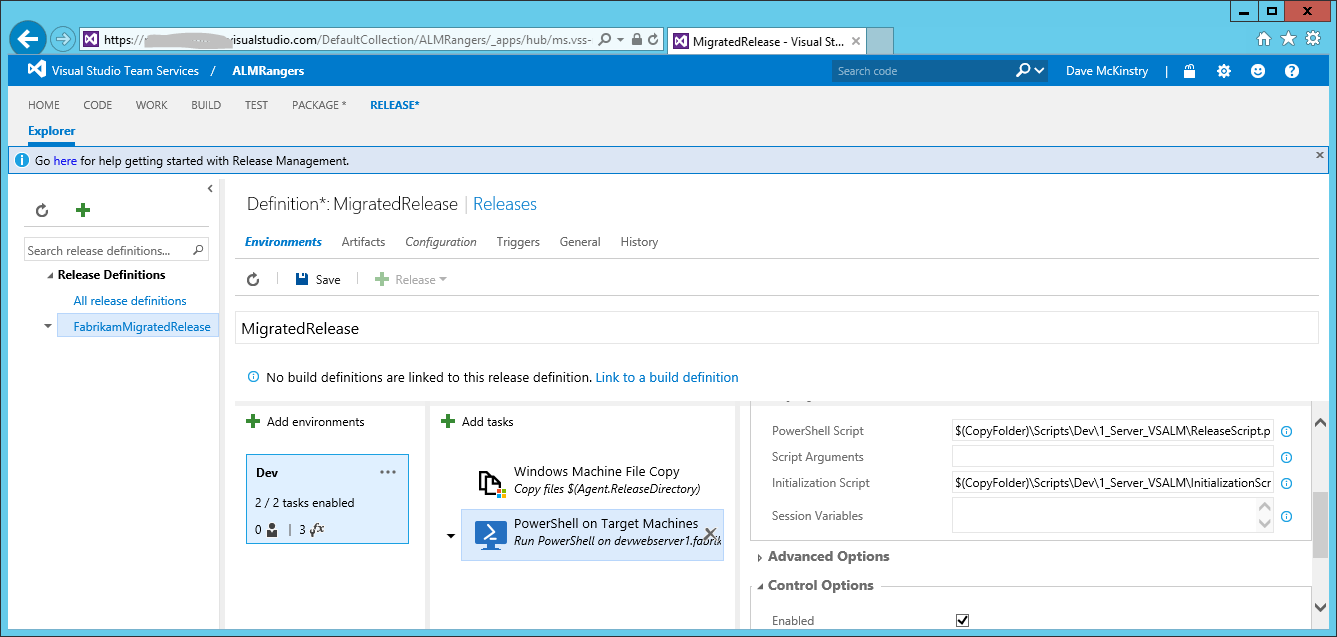 https://
visualstudio.com/DefaultCollection/ALMRangers/_apps/hub/ms.vss-
MigratedRelease - Visual St...
Visual Studio Team Services / ALMRangers
Search code
Dave McKinstry
HOME CODE WORK BUILD TEST PACKAGE * RELEASE*
Explorer
Go here for help getting started with Release Management.
Definition*: MigratedRelease | Releases
Search release definitions...
Release Definitions
All release definitions
FabrikamMigratedRelease
Environments Artifacts Configuration Triggers General History
Save Release
MigratedRelease
No build definitions are linked to this release definition. Link to a build definition
Add environments
Dev ...
2 / 2 tasks enabled
0 | 3 fx
Add tasks
Windows Machine File Copy
Copy files $(Agent.ReleaseDirectory)
PowerShell on Target Machines
Run PowerShell on devwebserver1.fabrik
PowerShell Script $(CopyFolder)\Scripts\Dev\1_Server_VSALM\ReleaseScript.p
Script Arguments
Initialization Script $(CopyFolder)\Scripts\Dev\1_Server_VSALM\InitializationScr
Session Variables
Advanced Options
Control Options
Enabled